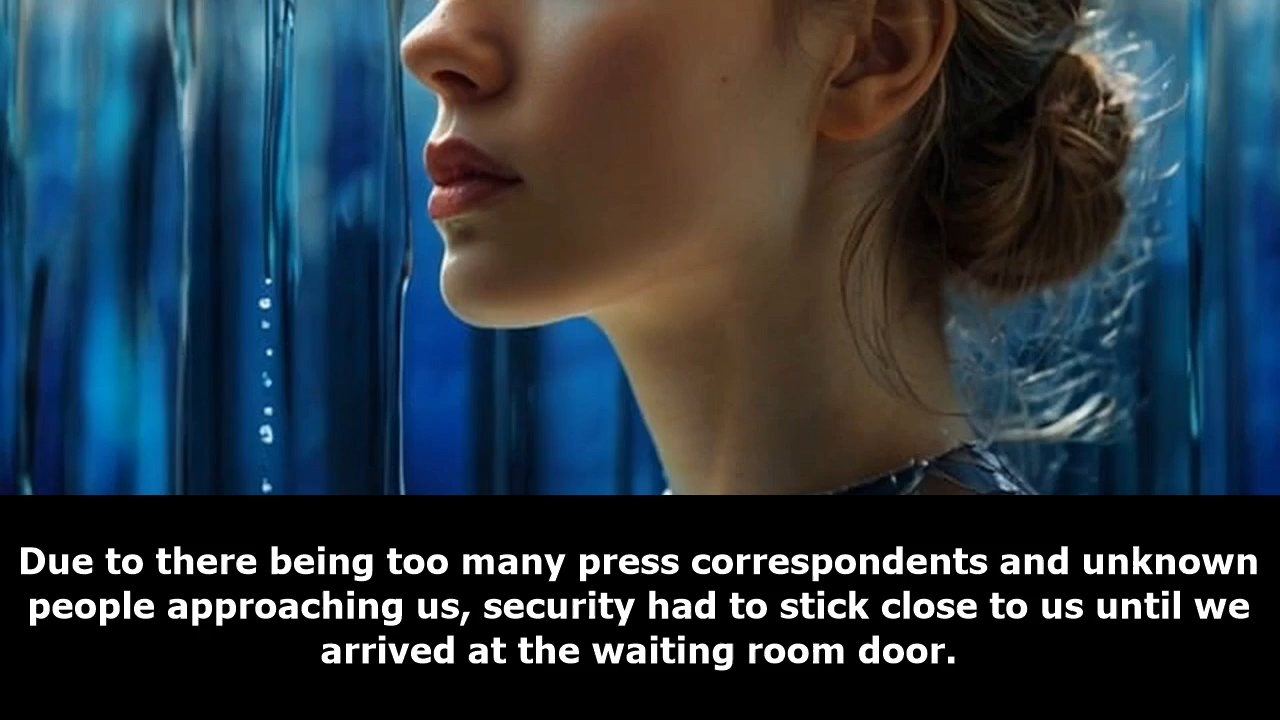 Due to there being too many press correspondents and unknown
people approaching us, security had to stick close to us until we
arrived at the waiting room door.